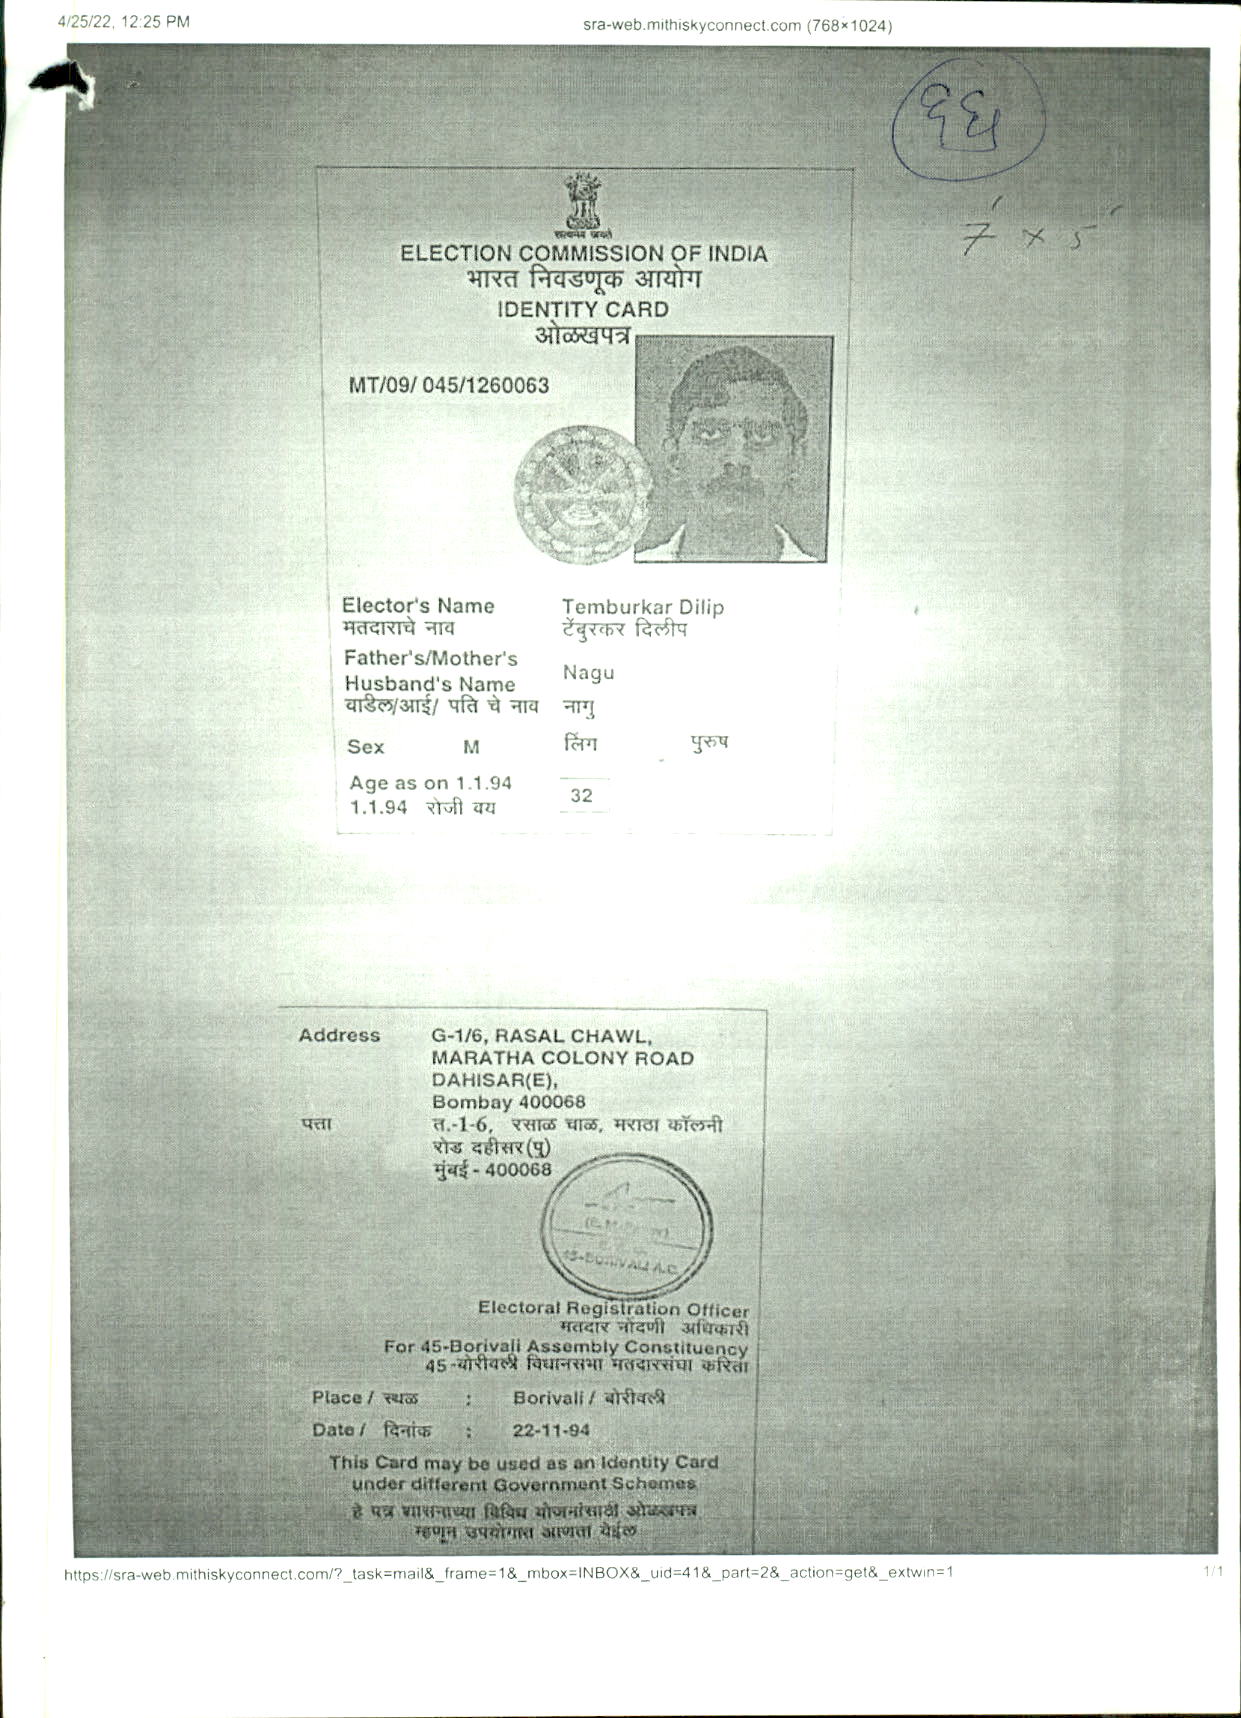 4/25/22, 12:25 PM
sra-web.mithiskyconnect.com (768×1024)
7' x 5'
सत्यमेव जयते
ELECTION COMMISSION OF INDIA
भारत निवडणूक आयोग
IDENTITY CARD
ओळखपत्र
MT/09/ 045/1260063
Elector's Name Temburkar Dilip
मतदाराचे नाव टेंबुरकर दिलीप
Father's/Mother's
Husband's Name Nagu
वाडिल/आई/ पति चे नाव नागु
Sex M लिंग पुरुष
Age as on 1.1.94 32
1.1.94 रोजी वय
Address G-1/6, RASAL CHAWL,
MARATHA COLONY ROAD
DAHISAR(E),
Bombay 400068
पत्ता त.-1-6, रसाळ चाळ, मराठा कॉलनी
रोड दहीसर(पु)
मुंबई - 400068
45-BORIVALI A.C.
Electoral Registration Officer
मतदार नोंदणी अधिकारी
For 45-Borivali Assembly Constituency
45-बोरीवली विधानसभा मतदारसंघा करिता
Place / स्थळ : Borivali / बोरीवली
Date / दिनांक : 22-11-94
This Card may be used as an Identity Card
under different Government Schemes
हे पत्र शासनाच्या विविध योजनांसाठी ओळखपत्र
म्हणून उपयोगात आणता येईल
https://sra-web.mithiskyconnect.com/?_task=mail&_frame=1&_mbox=INBOX&_uid=41&_part=2&_action=get&_extwin=1
1/1